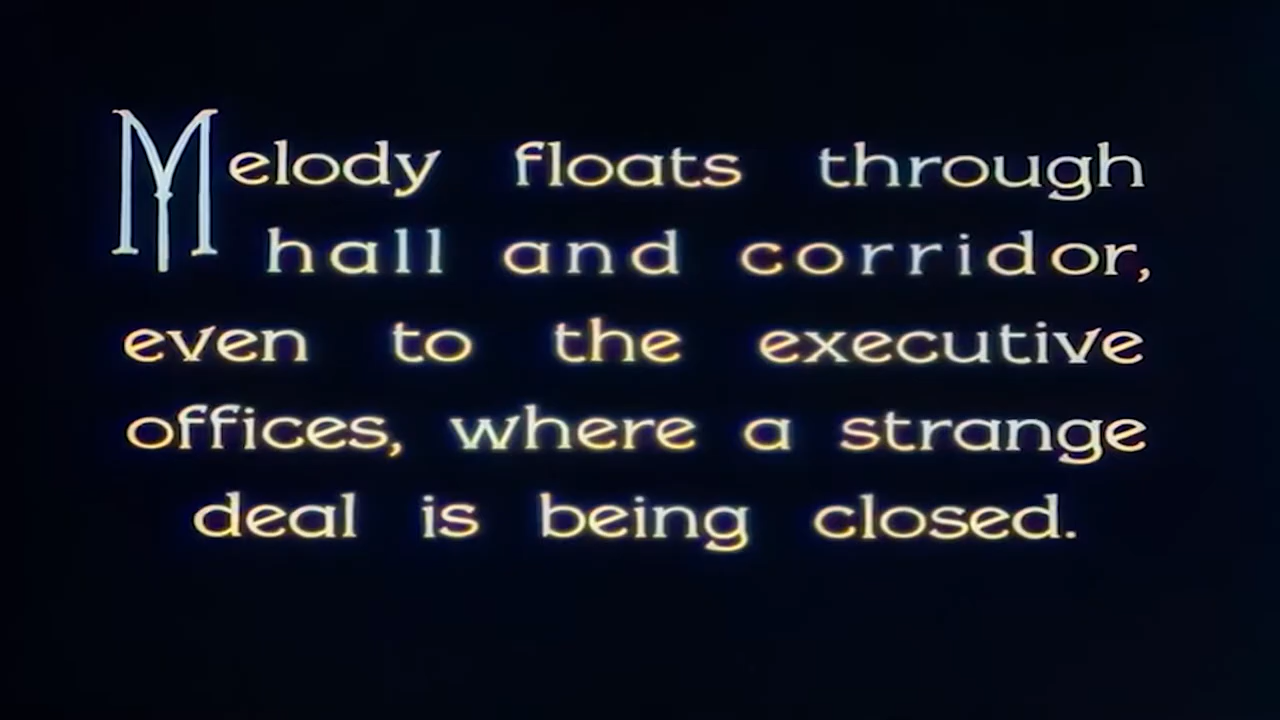 Melody floats through
hall and corridor,
even to the executive
offices, where a strange
deal is being closed.